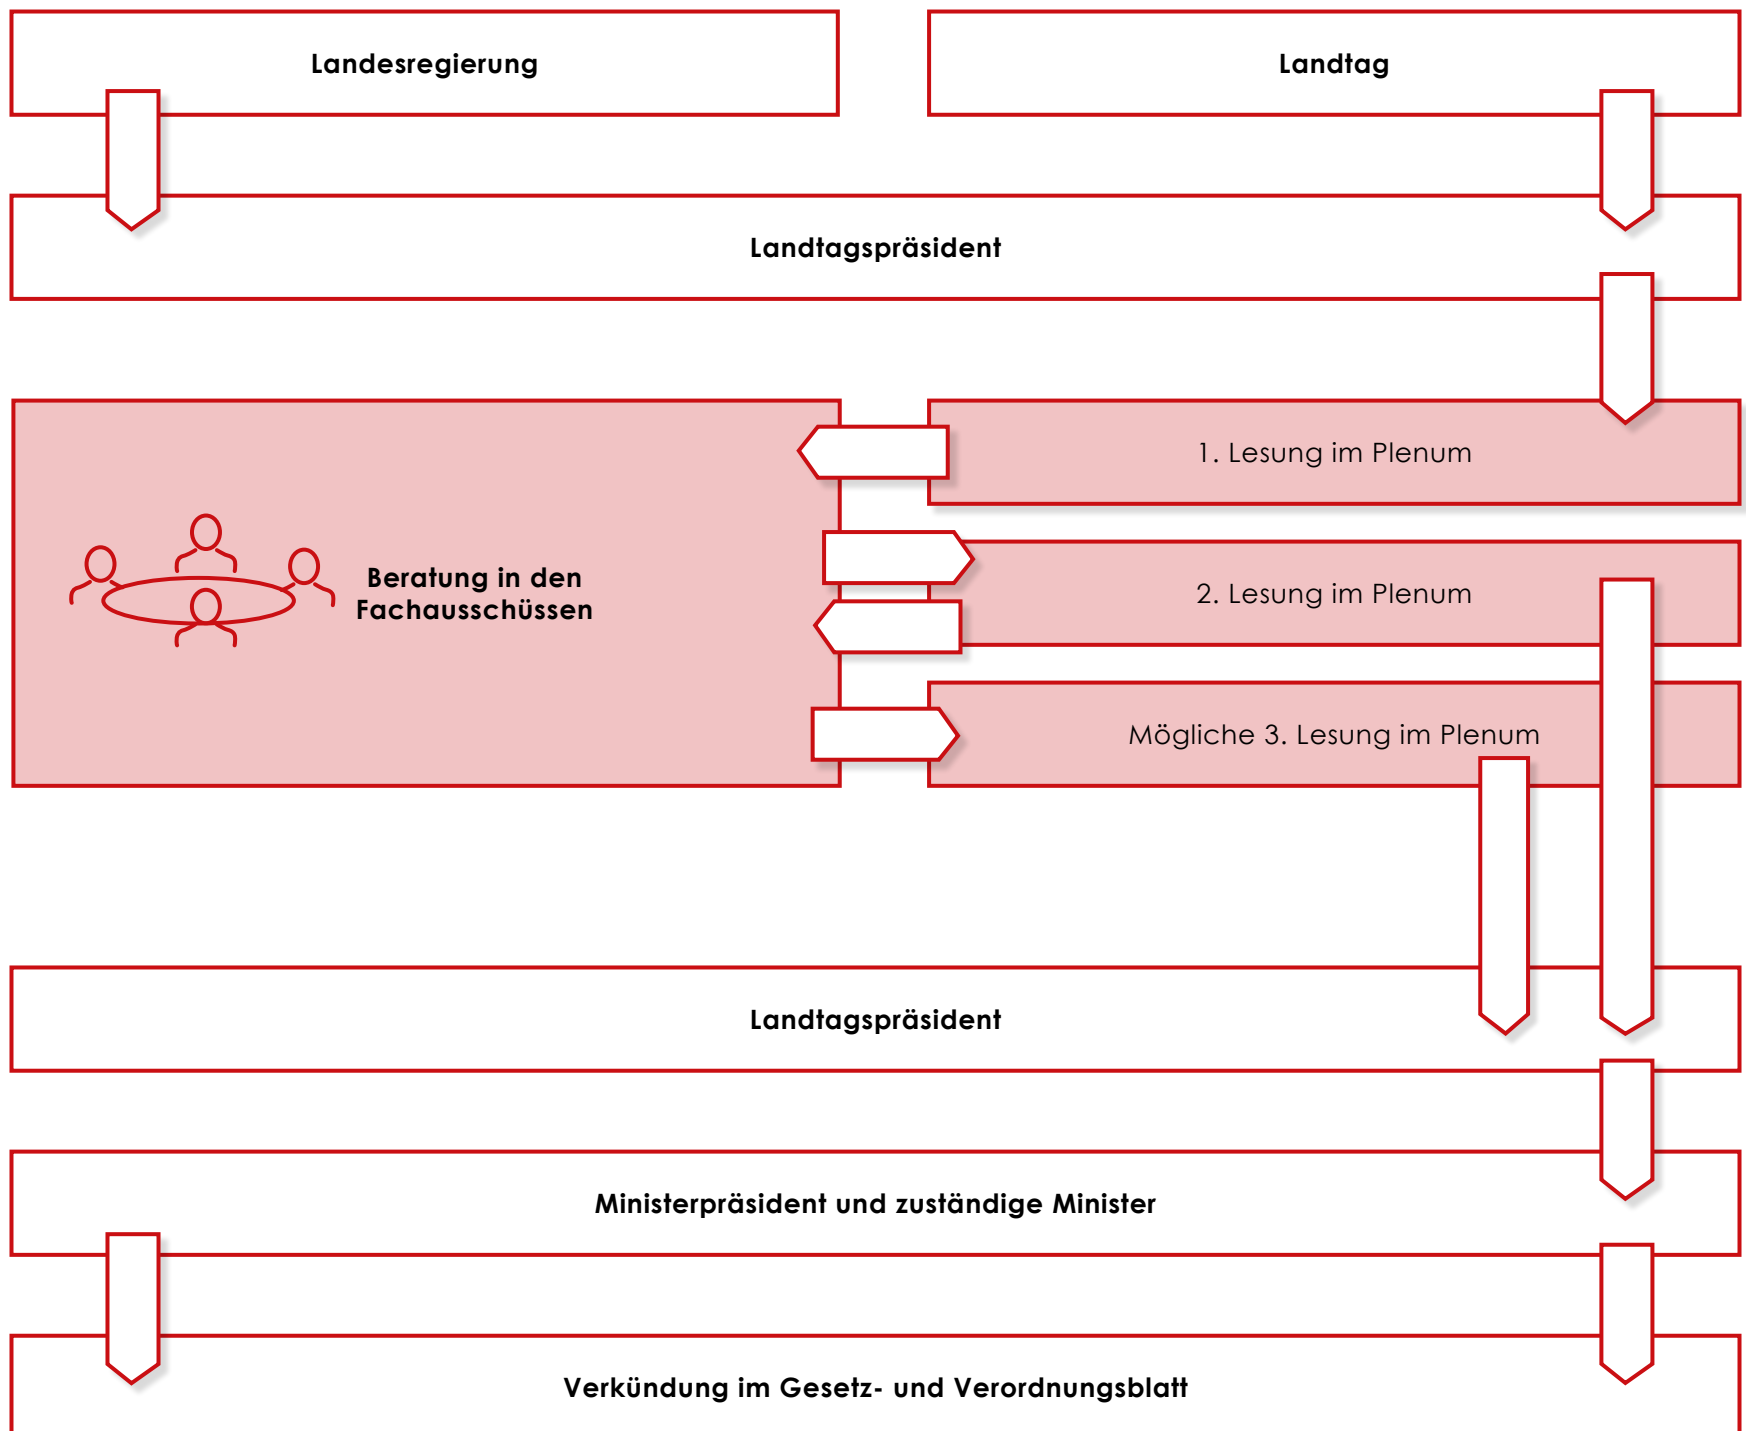 Landesregierung
Landtag
Landtagspräsident
1. Lesung im Plenum
Beratung in den
Fachausschüssen
2. Lesung im Plenum
Mögliche 3. Lesung im Plenum
Landtagspräsident
Ministerpräsident und zuständige Minister
Verkündung im Gesetz- und Verordnungsblatt